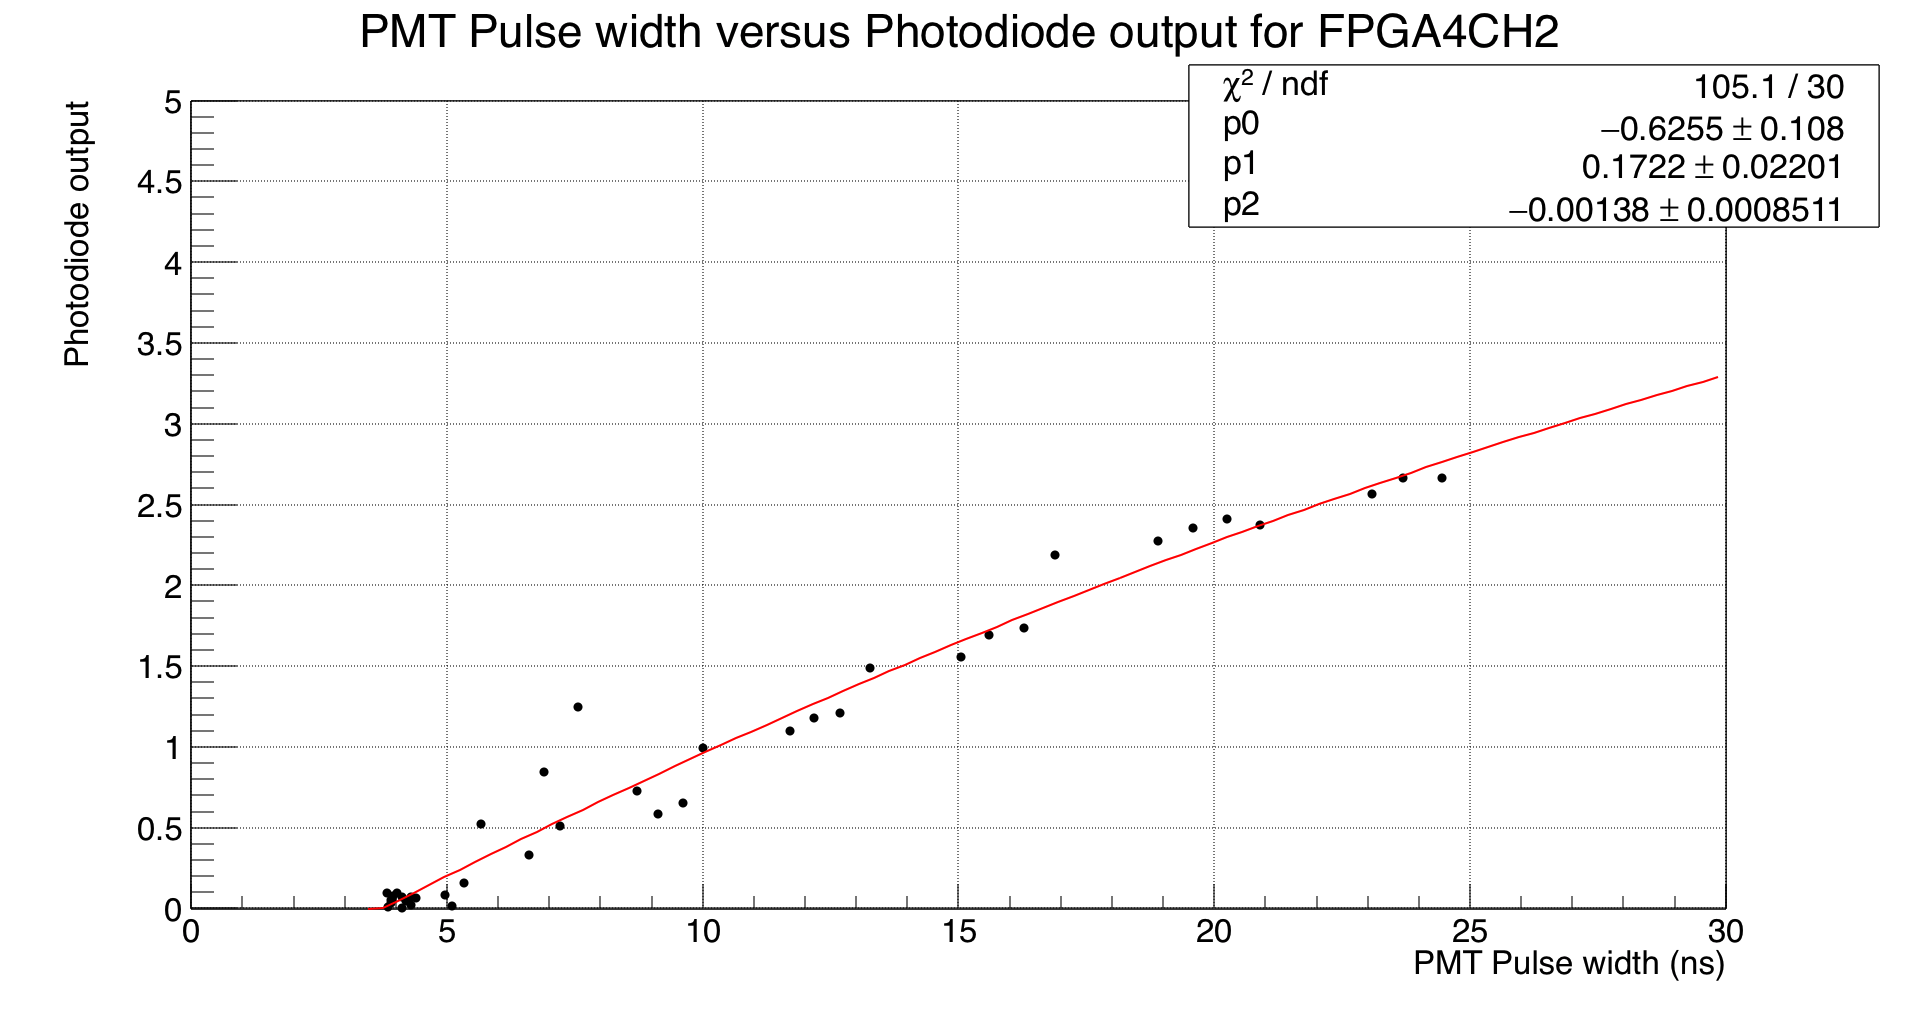 PMT Pulse width versus Photodiode output for FPGA4CH2
χ² / ndf 105.1 / 30
p0 −0.6255 ± 0.108
p1 0.1722 ± 0.02201
p2 −0.00138 ± 0.0008511
Photodiode output
5
4.5
4
3.5
3
2.5
2
1.5
1
0.5
0
0 5 10 15 20 25 30
PMT Pulse width (ns)